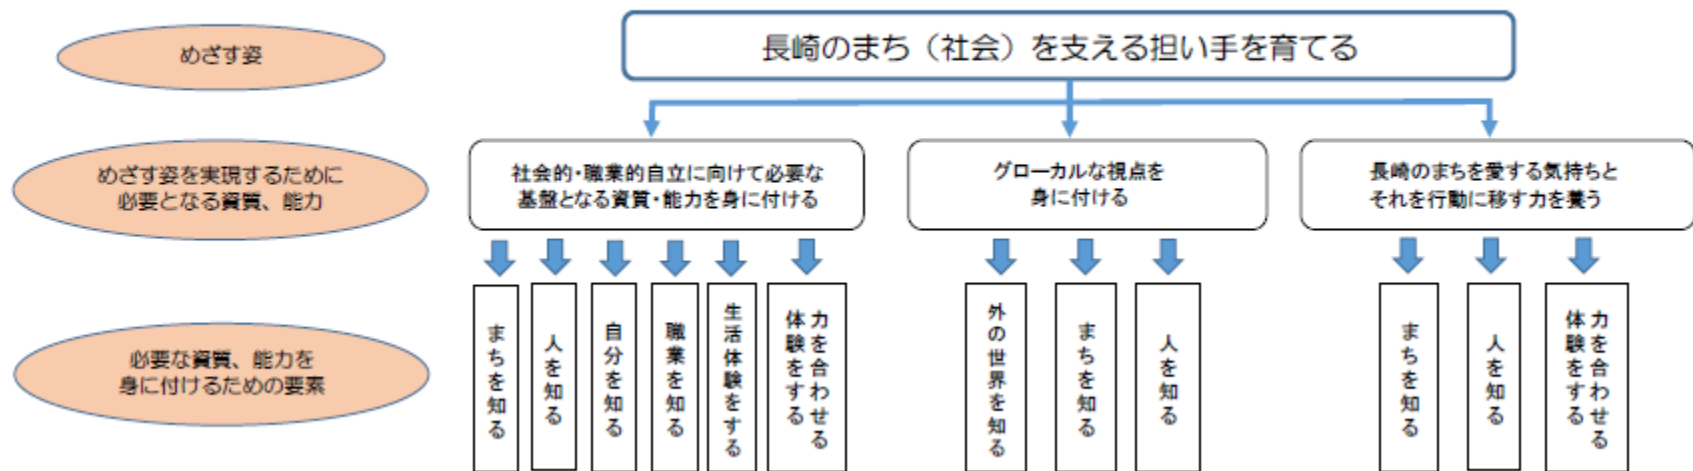 めざす姿
長崎のまち（社会）を支える担い手を育てる
めざす姿を実現するために
必要となる資質、能力
社会的・職業的自立に向けて必要な
基盤となる資質・能力を身に付ける
グローカルな視点を
身に付ける
長崎のまちを愛する気持ちと
それを行動に移す力を養う
必要な資質、能力を
身に付けるための要素
まちを知る
人を知る
自分を知る
職業を知る
生活体験をする
力を合わせる
体験をする
外の世界を知る
まちを知る
人を知る
まちを知る
人を知る
力を合わせる
体験をする